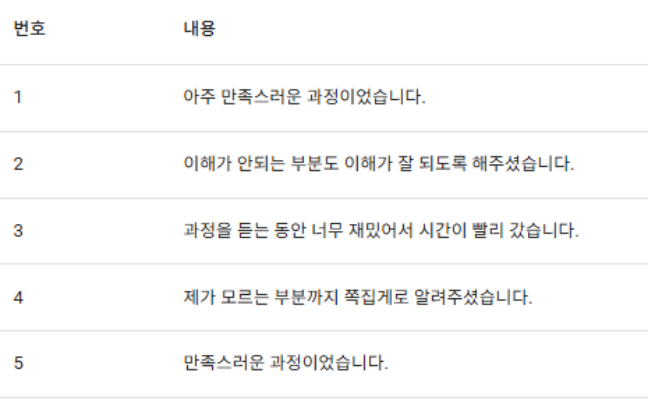 번호 내용
1 아주 만족스러운 과정이었습니다.
2 이해가 안되는 부분도 이해가 잘 되도록 해주셨습니다.
3 과정을 듣는 동안 너무 재밌어서 시간이 빨리 갔습니다.
4 제가 모르는 부분까지 쪽집게로 알려주셨습니다.
5 만족스러운 과정이었습니다.